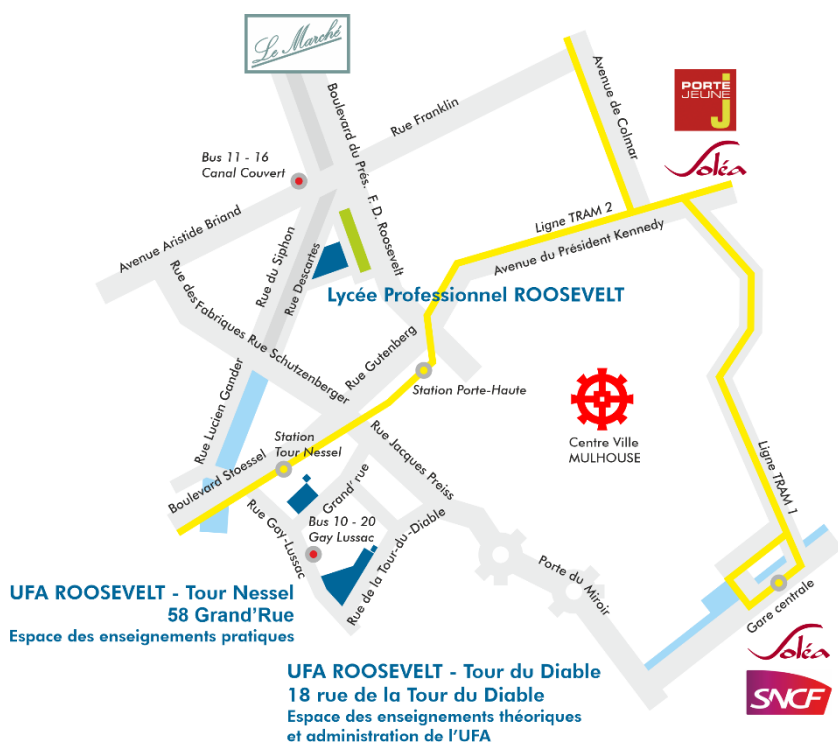 Le Marché
Boulevard du Prés. F. D. Roosevelt
Rue Franklin
Avenue de Colmar
PORTE
JEUNE
J
Soléa
Bus 11 - 16
Canal Couvert
Avenue Aristide Briand
Rue du Siphon
Rue Descartes
Ligne TRAM 2
Avenue du Président Kennedy
Rue des Fabriques
Lycée Professionnel ROOSEVELT
Rue Schutzenberger
Rue Gutenberg
Station Porte-Haute
Rue Lucien Gander
Centre Ville
MULHOUSE
Station
Tour Nessel
Boulevard Stoessel
Rue Jacques Preiss
Grand'rue
Ligne TRAM 1
Rue Gay-Lussac
Bus 10 - 20
Gay Lussac
Rue de la Tour-du-Diable
Porte du Miroir
Gare centrale
UFA ROOSEVELT - Tour Nessel
58 Grand'Rue
Espace des enseignements pratiques
Soléa
SNCF
UFA ROOSEVELT - Tour du Diable
18 rue de la Tour du Diable
Espace des enseignements théoriques
et administration de l'UFA